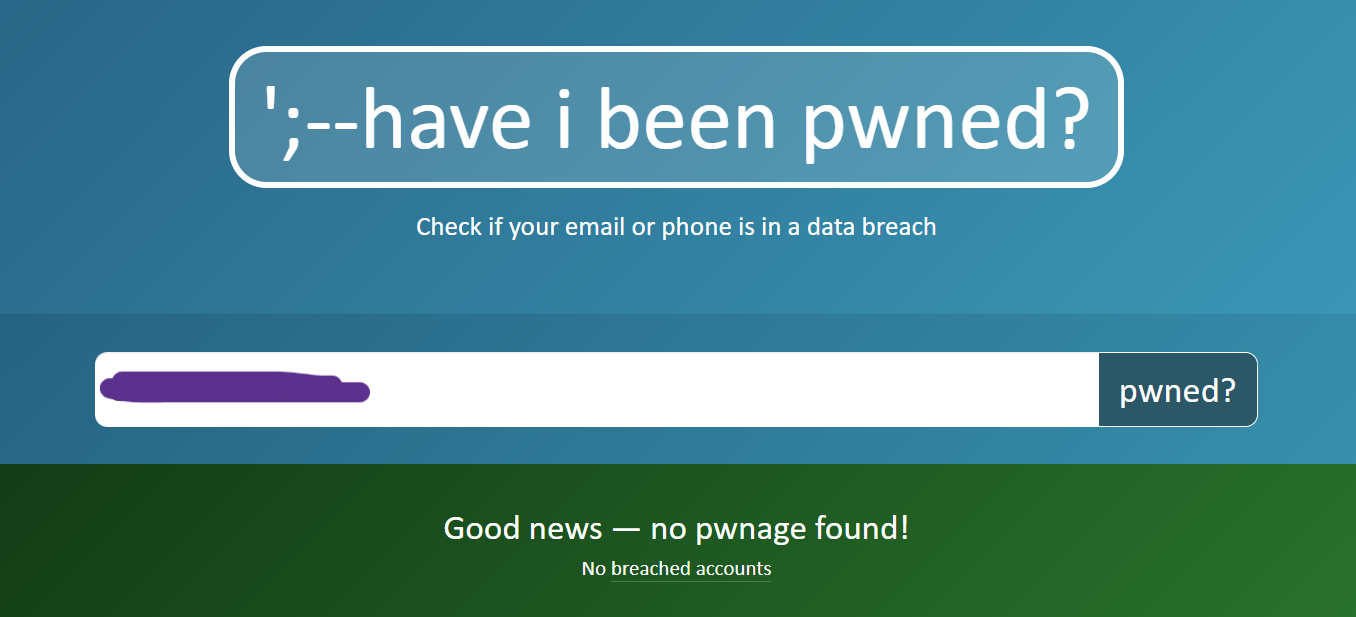 ';--have i been pwned?
Check if your email or phone is in a data breach
pwned?
Good news — no pwnage found!
No breached accounts